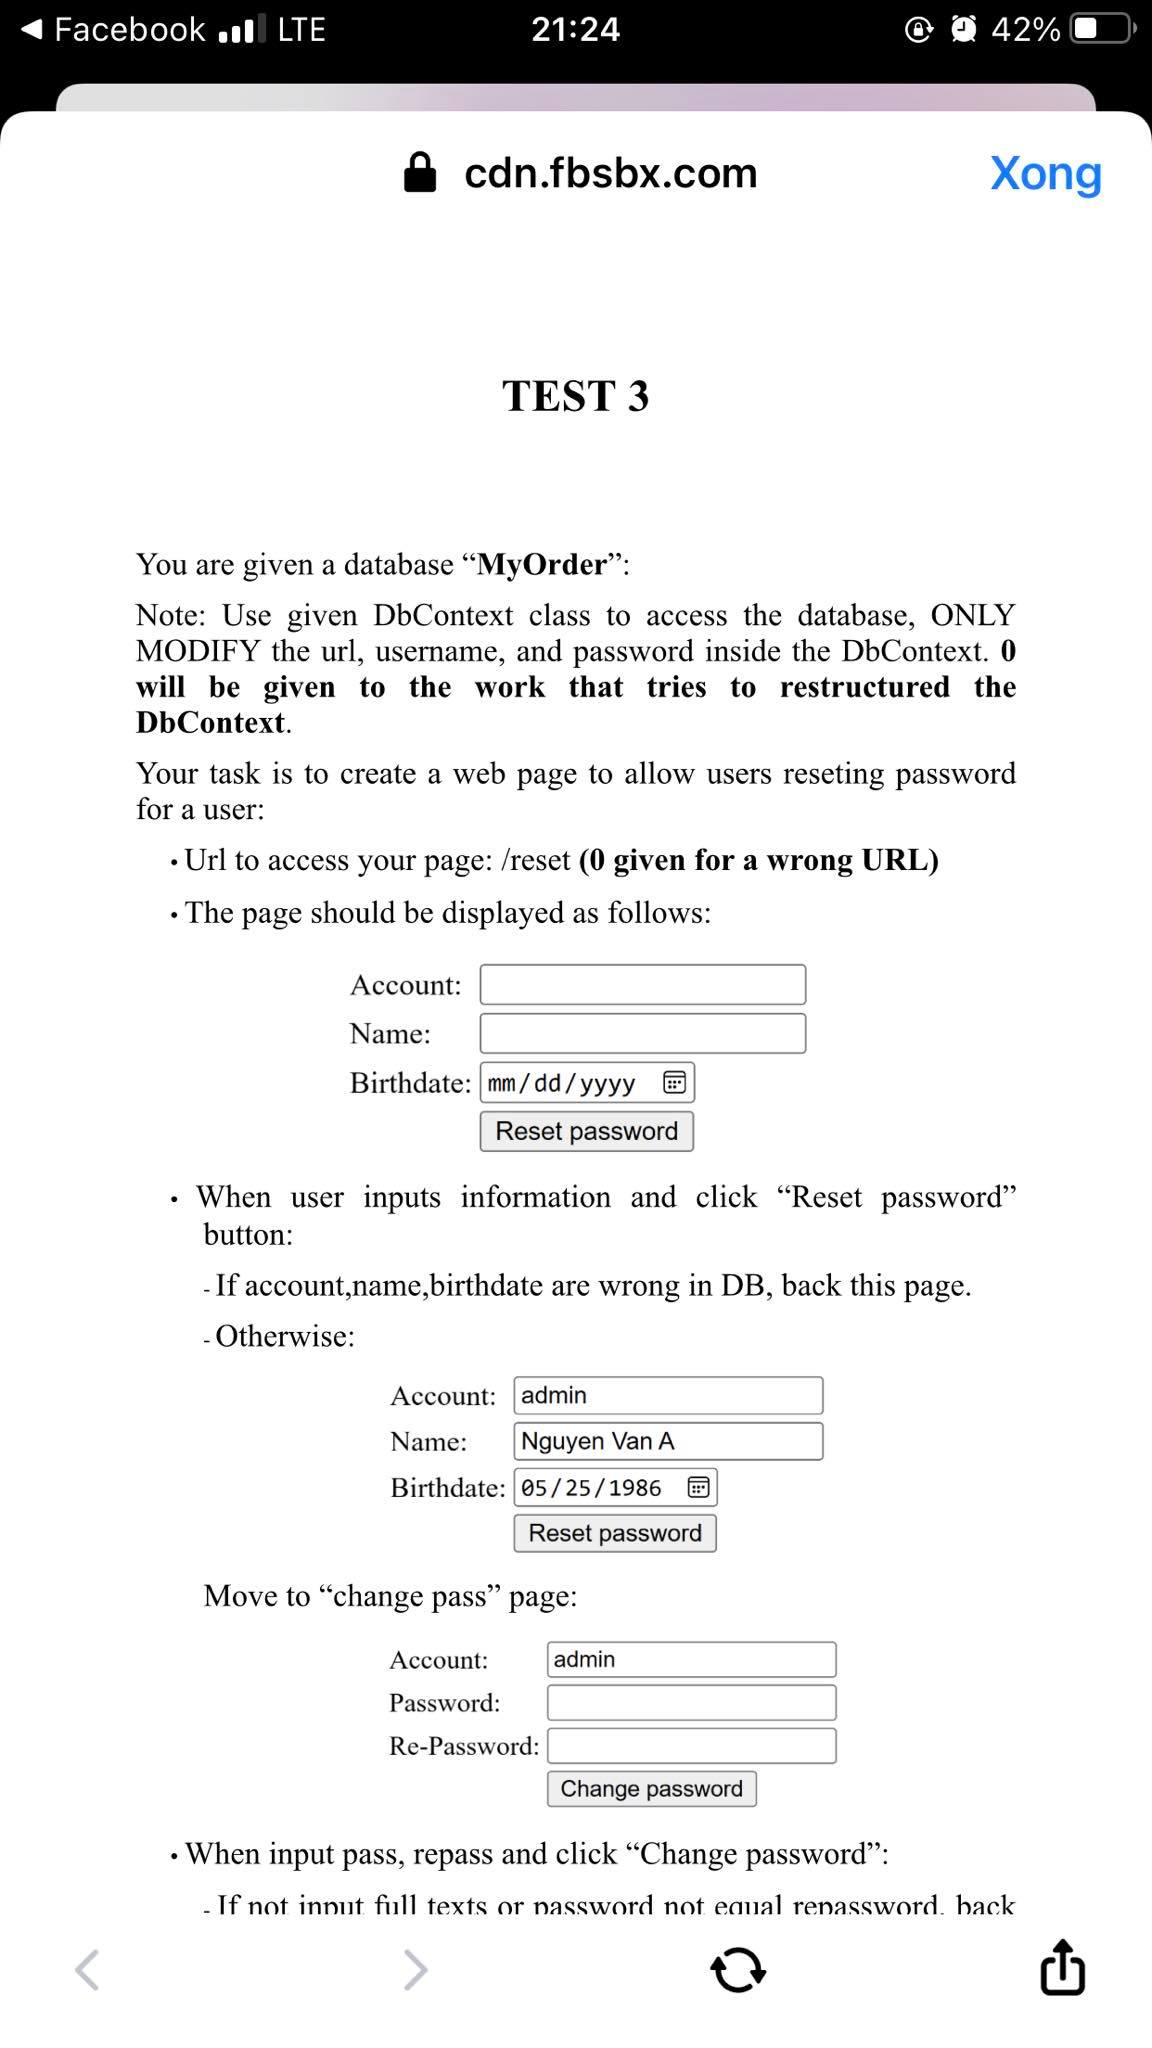 Facebook LTE 21:24 42%
cdn.fbsbx.com Xong
TEST 3
You are given a database “MyOrder”:
Note: Use given DbContext class to access the database, ONLY
MODIFY the url, username, and password inside the DbContext. 0
will be given to the work that tries to restructured the
DbContext.
Your task is to create a web page to allow users reseting password
for a user:
• Url to access your page: /reset (0 given for a wrong URL)
• The page should be displayed as follows:
Account:
Name:
Birthdate: mm/dd/yyyy
Reset password
• When user inputs information and click “Reset password”
button:
- If account,name,birthdate are wrong in DB, back this page.
- Otherwise:
Account: admin
Name: Nguyen Van A
Birthdate: 05/25/1986
Reset password
Move to “change pass” page:
Account: admin
Password:
Re-Password:
Change password
• When input pass, repass and click “Change password”:
- If not input full texts or password not equal repassword, back